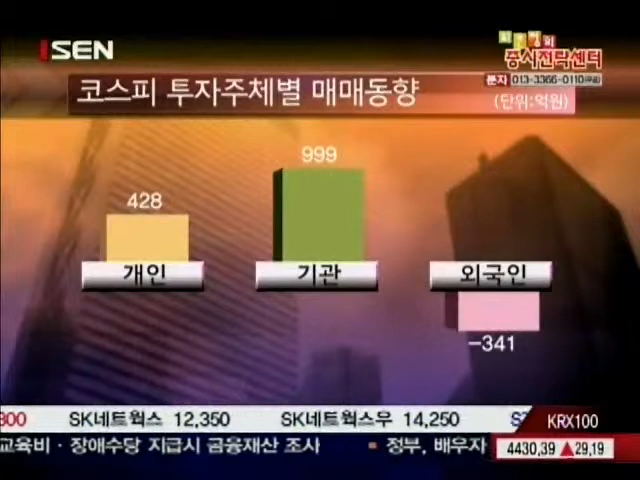 SEN
증시전략센터
문자 013-3366-0110(무료)
코스피 투자주체별 매매동향
(단위:억원)
428
999
개인
기관
외국인
-341
SK네트웍스 12,350
SK네트웍스우 14,250
KRX100
교육비 · 장애수당 지급시 금융재산 조사
정부, 배우자
4430,39 ▲29,19